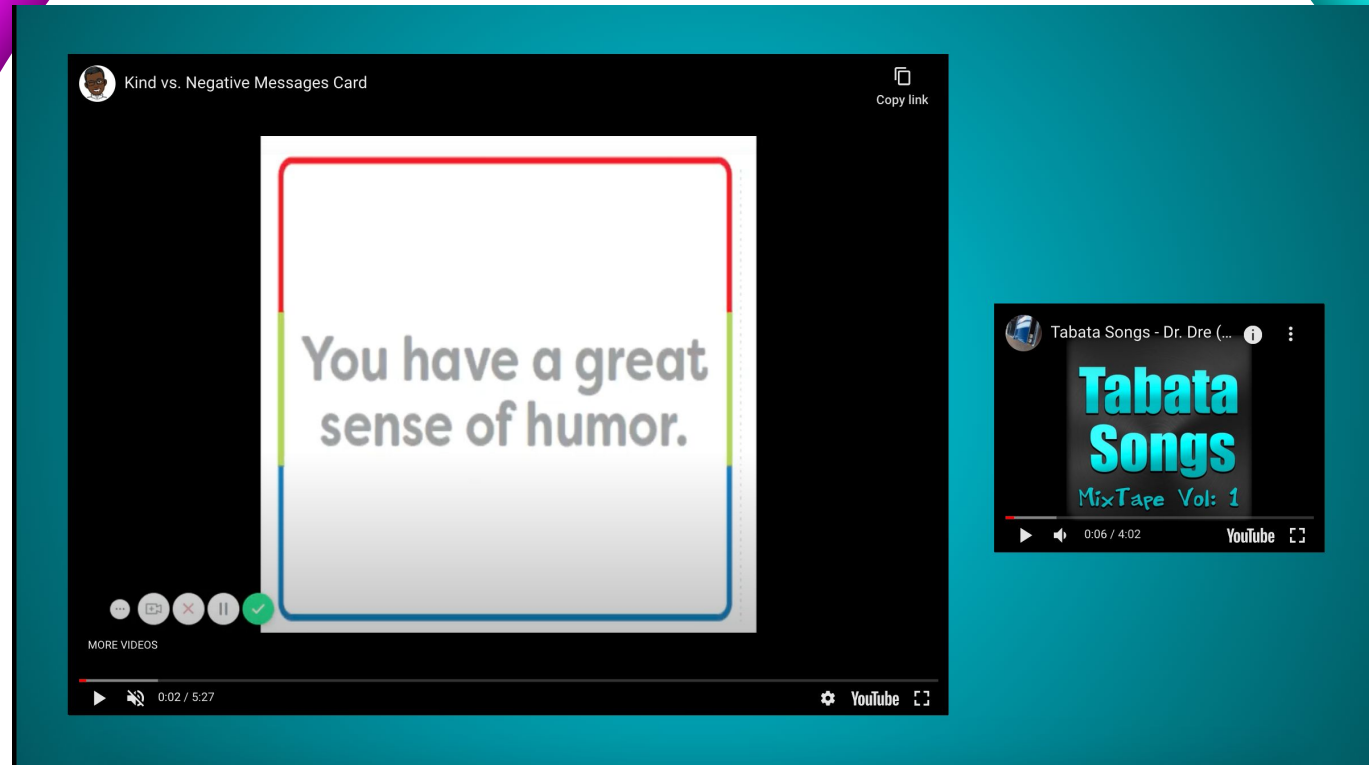 Kind vs. Negative Messages Card
Copy link
You have a great
sense of humor.
MORE VIDEOS
0:02 / 5:27
YouTube
Tabata Songs - Dr. Dre (...
Tabata
Songs
MixTape Vol: 1
0:06 / 4:02
YouTube